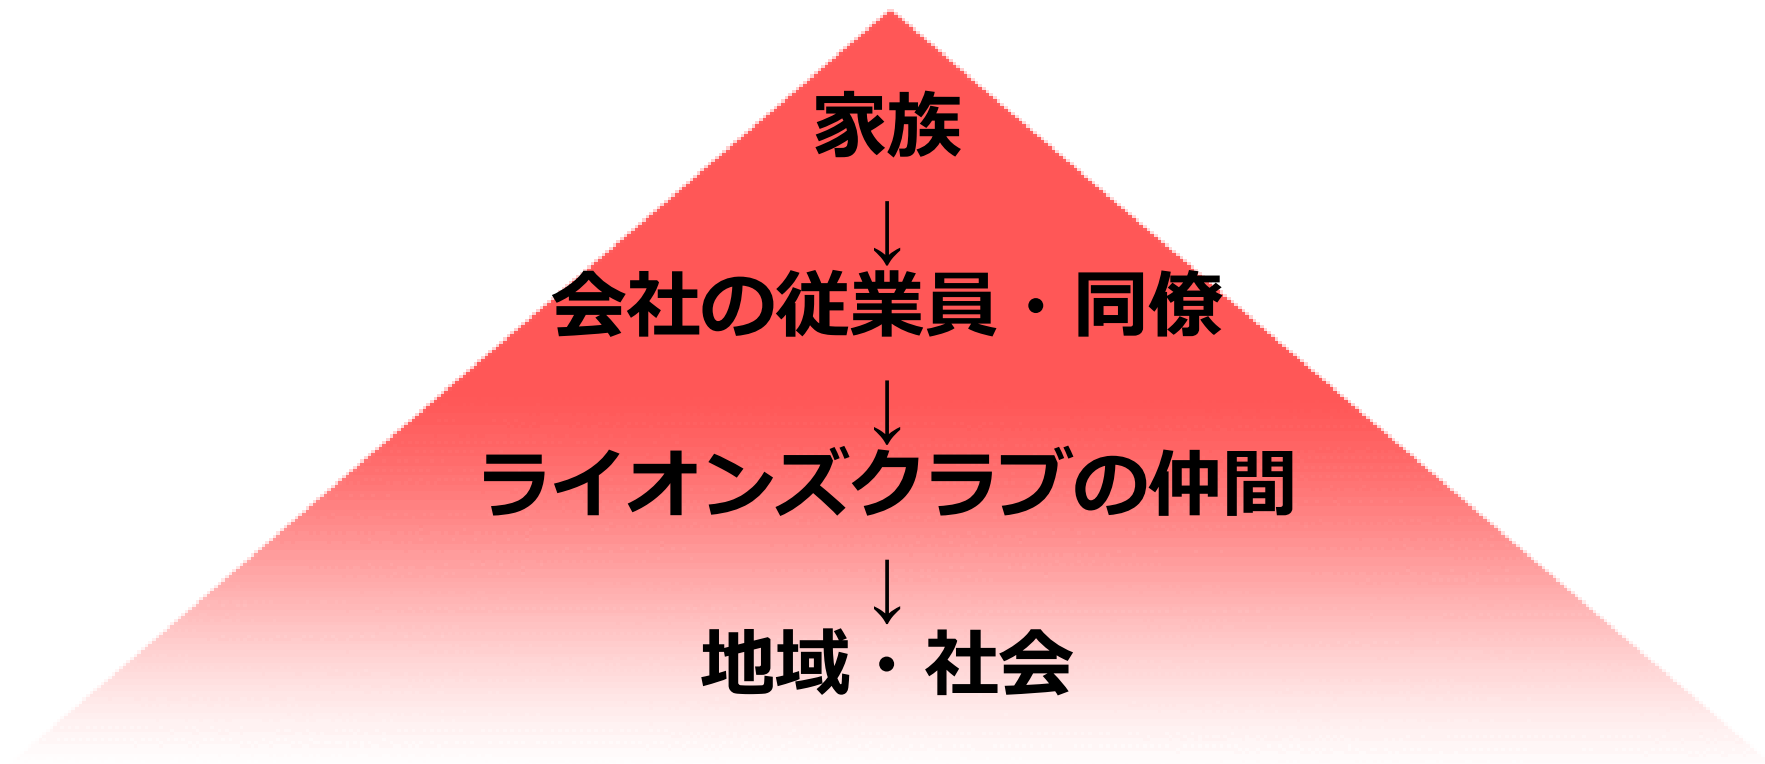 家族
↓
会社の従業員・同僚
↓
ライオンズクラブの仲間
↓
地域・社会